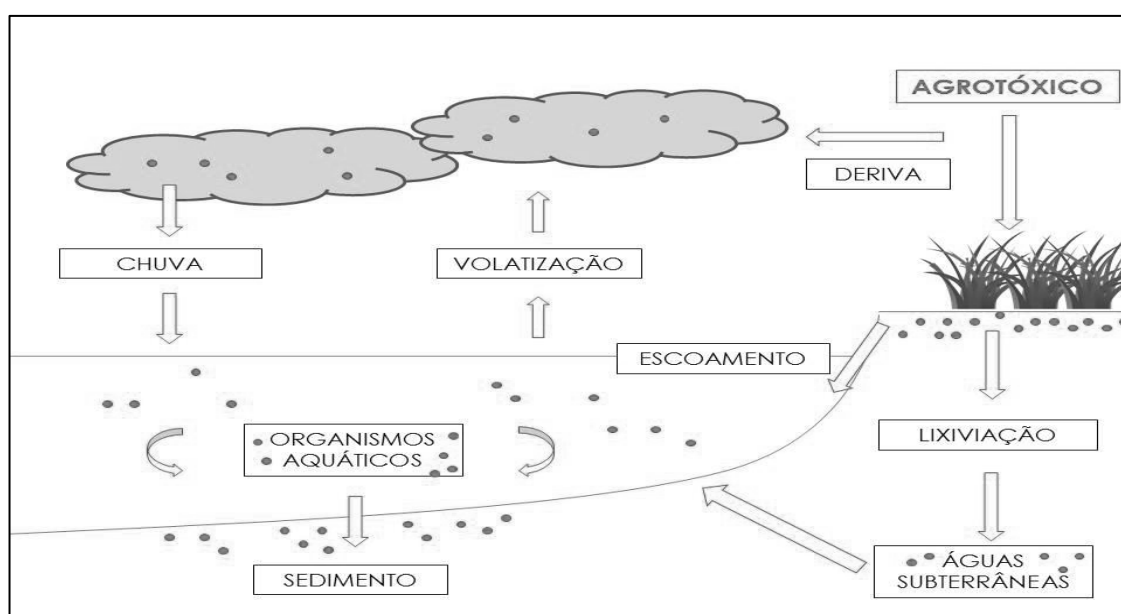 AGROTÓXICO
DERIVA
CHUVA
VOLATIZAÇÃO
ESCOAMENTO
ORGANISMOS
AQUÁTICOS
LIXIVIAÇÃO
SEDIMENTO
ÁGUAS
SUBTERRÂNEAS